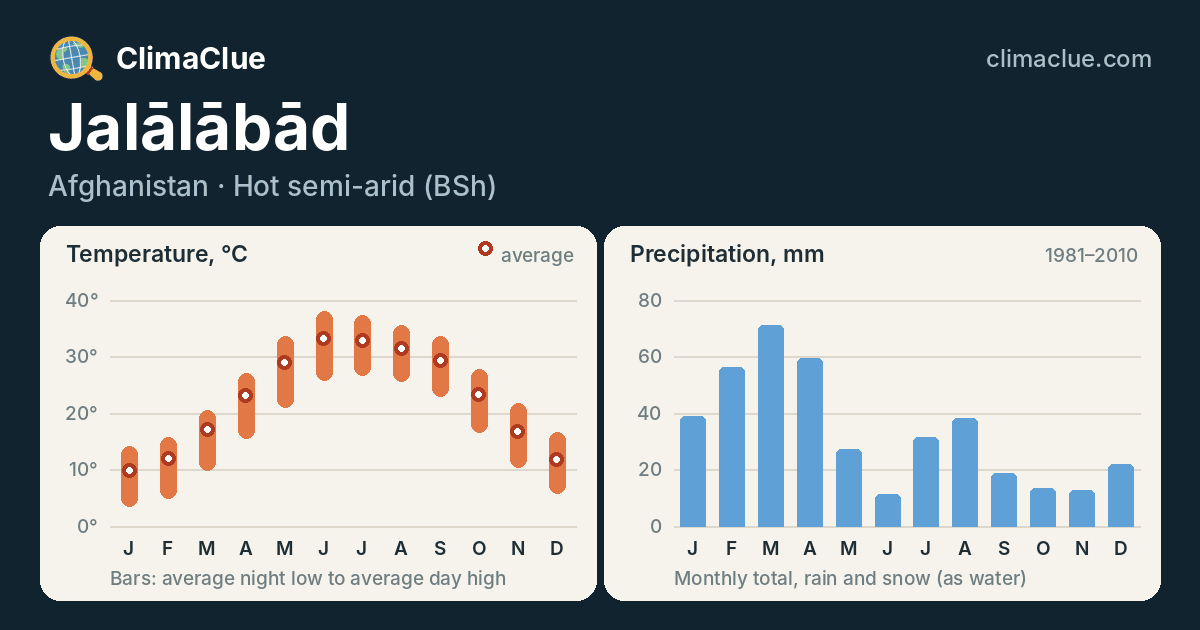 ClimaClue
climaclue.com
Jalālābād
Afghanistan · Hot semi-arid (BSh)
Temperature, °C
average
40°
30°
20°
10°
0°
J F M A M J J A S O N D
Bars: average night low to average day high
Precipitation, mm
1981–2010
80
60
40
20
0
J F M A M J J A S O N D
Monthly total, rain and snow (as water)